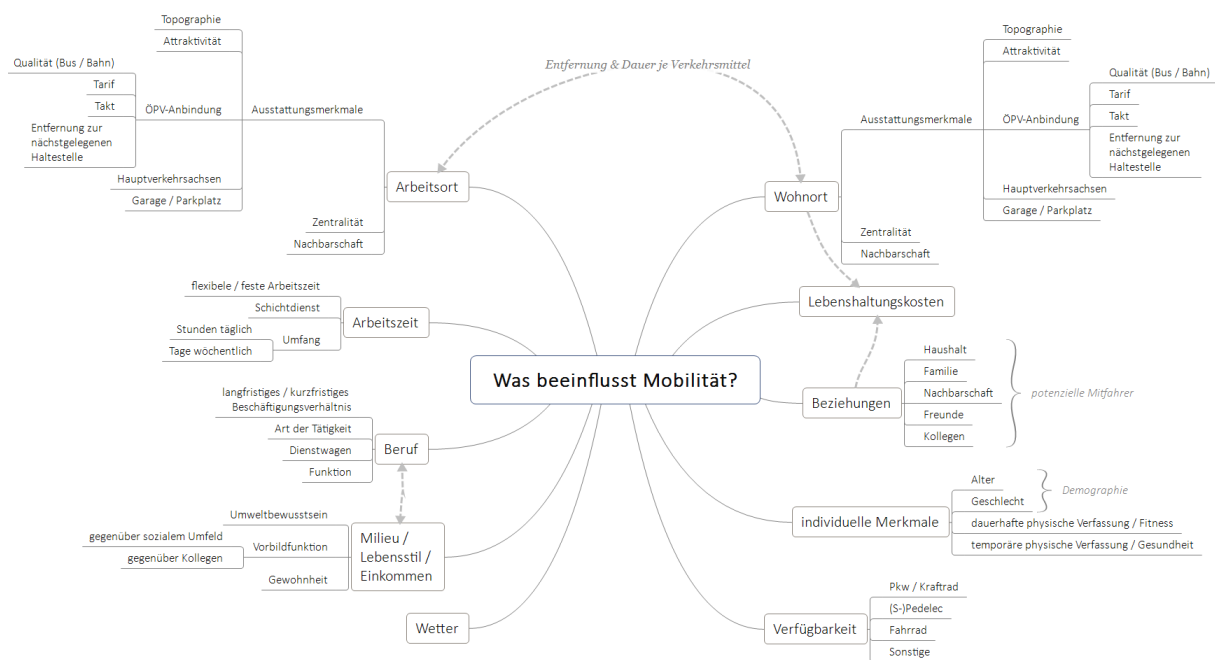 Was beeinflusst Mobilität?
Entfernung & Dauer je Verkehrsmittel
Arbeitsort
Ausstattungsmerkmale
Topographie
Attraktivität
ÖPV-Anbindung
Qualität (Bus / Bahn)
Tarif
Takt
Entfernung zur
nächstgelegenen
Haltestelle
Hauptverkehrsachsen
Garage / Parkplatz
Zentralität
Nachbarschaft
Arbeitszeit
flexibele / feste Arbeitszeit
Schichtdienst
Umfang
Stunden täglich
Tage wöchentlich
Beruf
langfristiges / kurzfristiges
Beschäftigungsverhältnis
Art der Tätigkeit
Dienstwagen
Funktion
Milieu /
Lebensstil /
Einkommen
Umweltbewusstsein
Vorbildfunktion
gegenüber sozialem Umfeld
gegenüber Kollegen
Gewohnheit
Wetter
Wohnort
Ausstattungsmerkmale
Topographie
Attraktivität
ÖPV-Anbindung
Qualität (Bus / Bahn)
Tarif
Takt
Entfernung zur
nächstgelegenen
Haltestelle
Hauptverkehrsachsen
Garage / Parkplatz
Zentralität
Nachbarschaft
Lebenshaltungskosten
Beziehungen
Haushalt
Familie
Nachbarschaft
Freunde
Kollegen
potenzielle Mitfahrer
individuelle Merkmale
Alter
Geschlecht
Demographie
dauerhafte physische Verfassung / Fitness
temporäre physische Verfassung / Gesundheit
Verfügbarkeit
Pkw / Kraftrad
(S-)Pedelec
Fahrrad
Sonstige